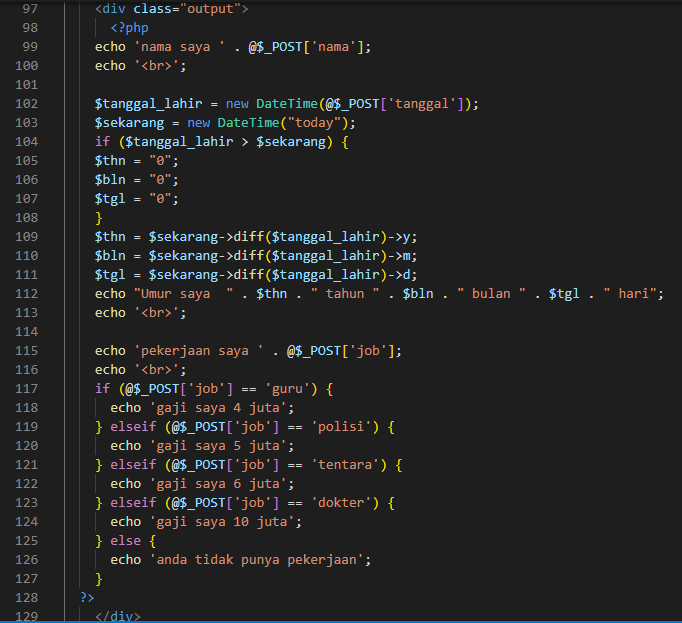 97 <div class="output">
98 <?php
99 echo 'nama saya ' . @$_POST['nama'];
100 echo '<br>';
101
102 $tanggal_lahir = new DateTime(@$_POST['tanggal']);
103 $sekarang = new DateTime("today");
104 if ($tanggal_lahir > $sekarang) {
105 $thn = "0";
106 $bln = "0";
107 $tgl = "0";
108 }
109 $thn = $sekarang->diff($tanggal_lahir)->y;
110 $bln = $sekarang->diff($tanggal_lahir)->m;
111 $tgl = $sekarang->diff($tanggal_lahir)->d;
112 echo "Umur saya  " . $thn . " tahun " . $bln . " bulan " . $tgl . " hari";
113 echo '<br>';
114
115 echo 'pekerjaan saya ' . @$_POST['job'];
116 echo '<br>';
117 if (@$_POST['job'] == 'guru') {
118 echo 'gaji saya 4 juta';
119 } elseif (@$_POST['job'] == 'polisi') {
120 echo 'gaji saya 5 juta';
121 } elseif (@$_POST['job'] == 'tentara') {
122 echo 'gaji saya 6 juta';
123 } elseif (@$_POST['job'] == 'dokter') {
124 echo 'gaji saya 10 juta';
125 } else {
126 echo 'anda tidak punya pekerjaan';
127 }
128 ?>
129 </div>